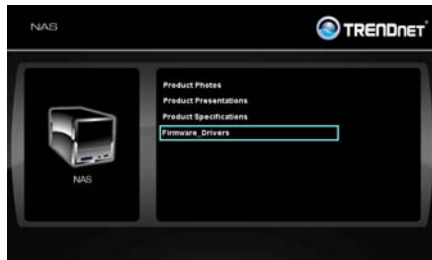 NAS
TRENDNET
Product Photos
Product Presentations
Product Specifications
Firmware_Drivers
NAS